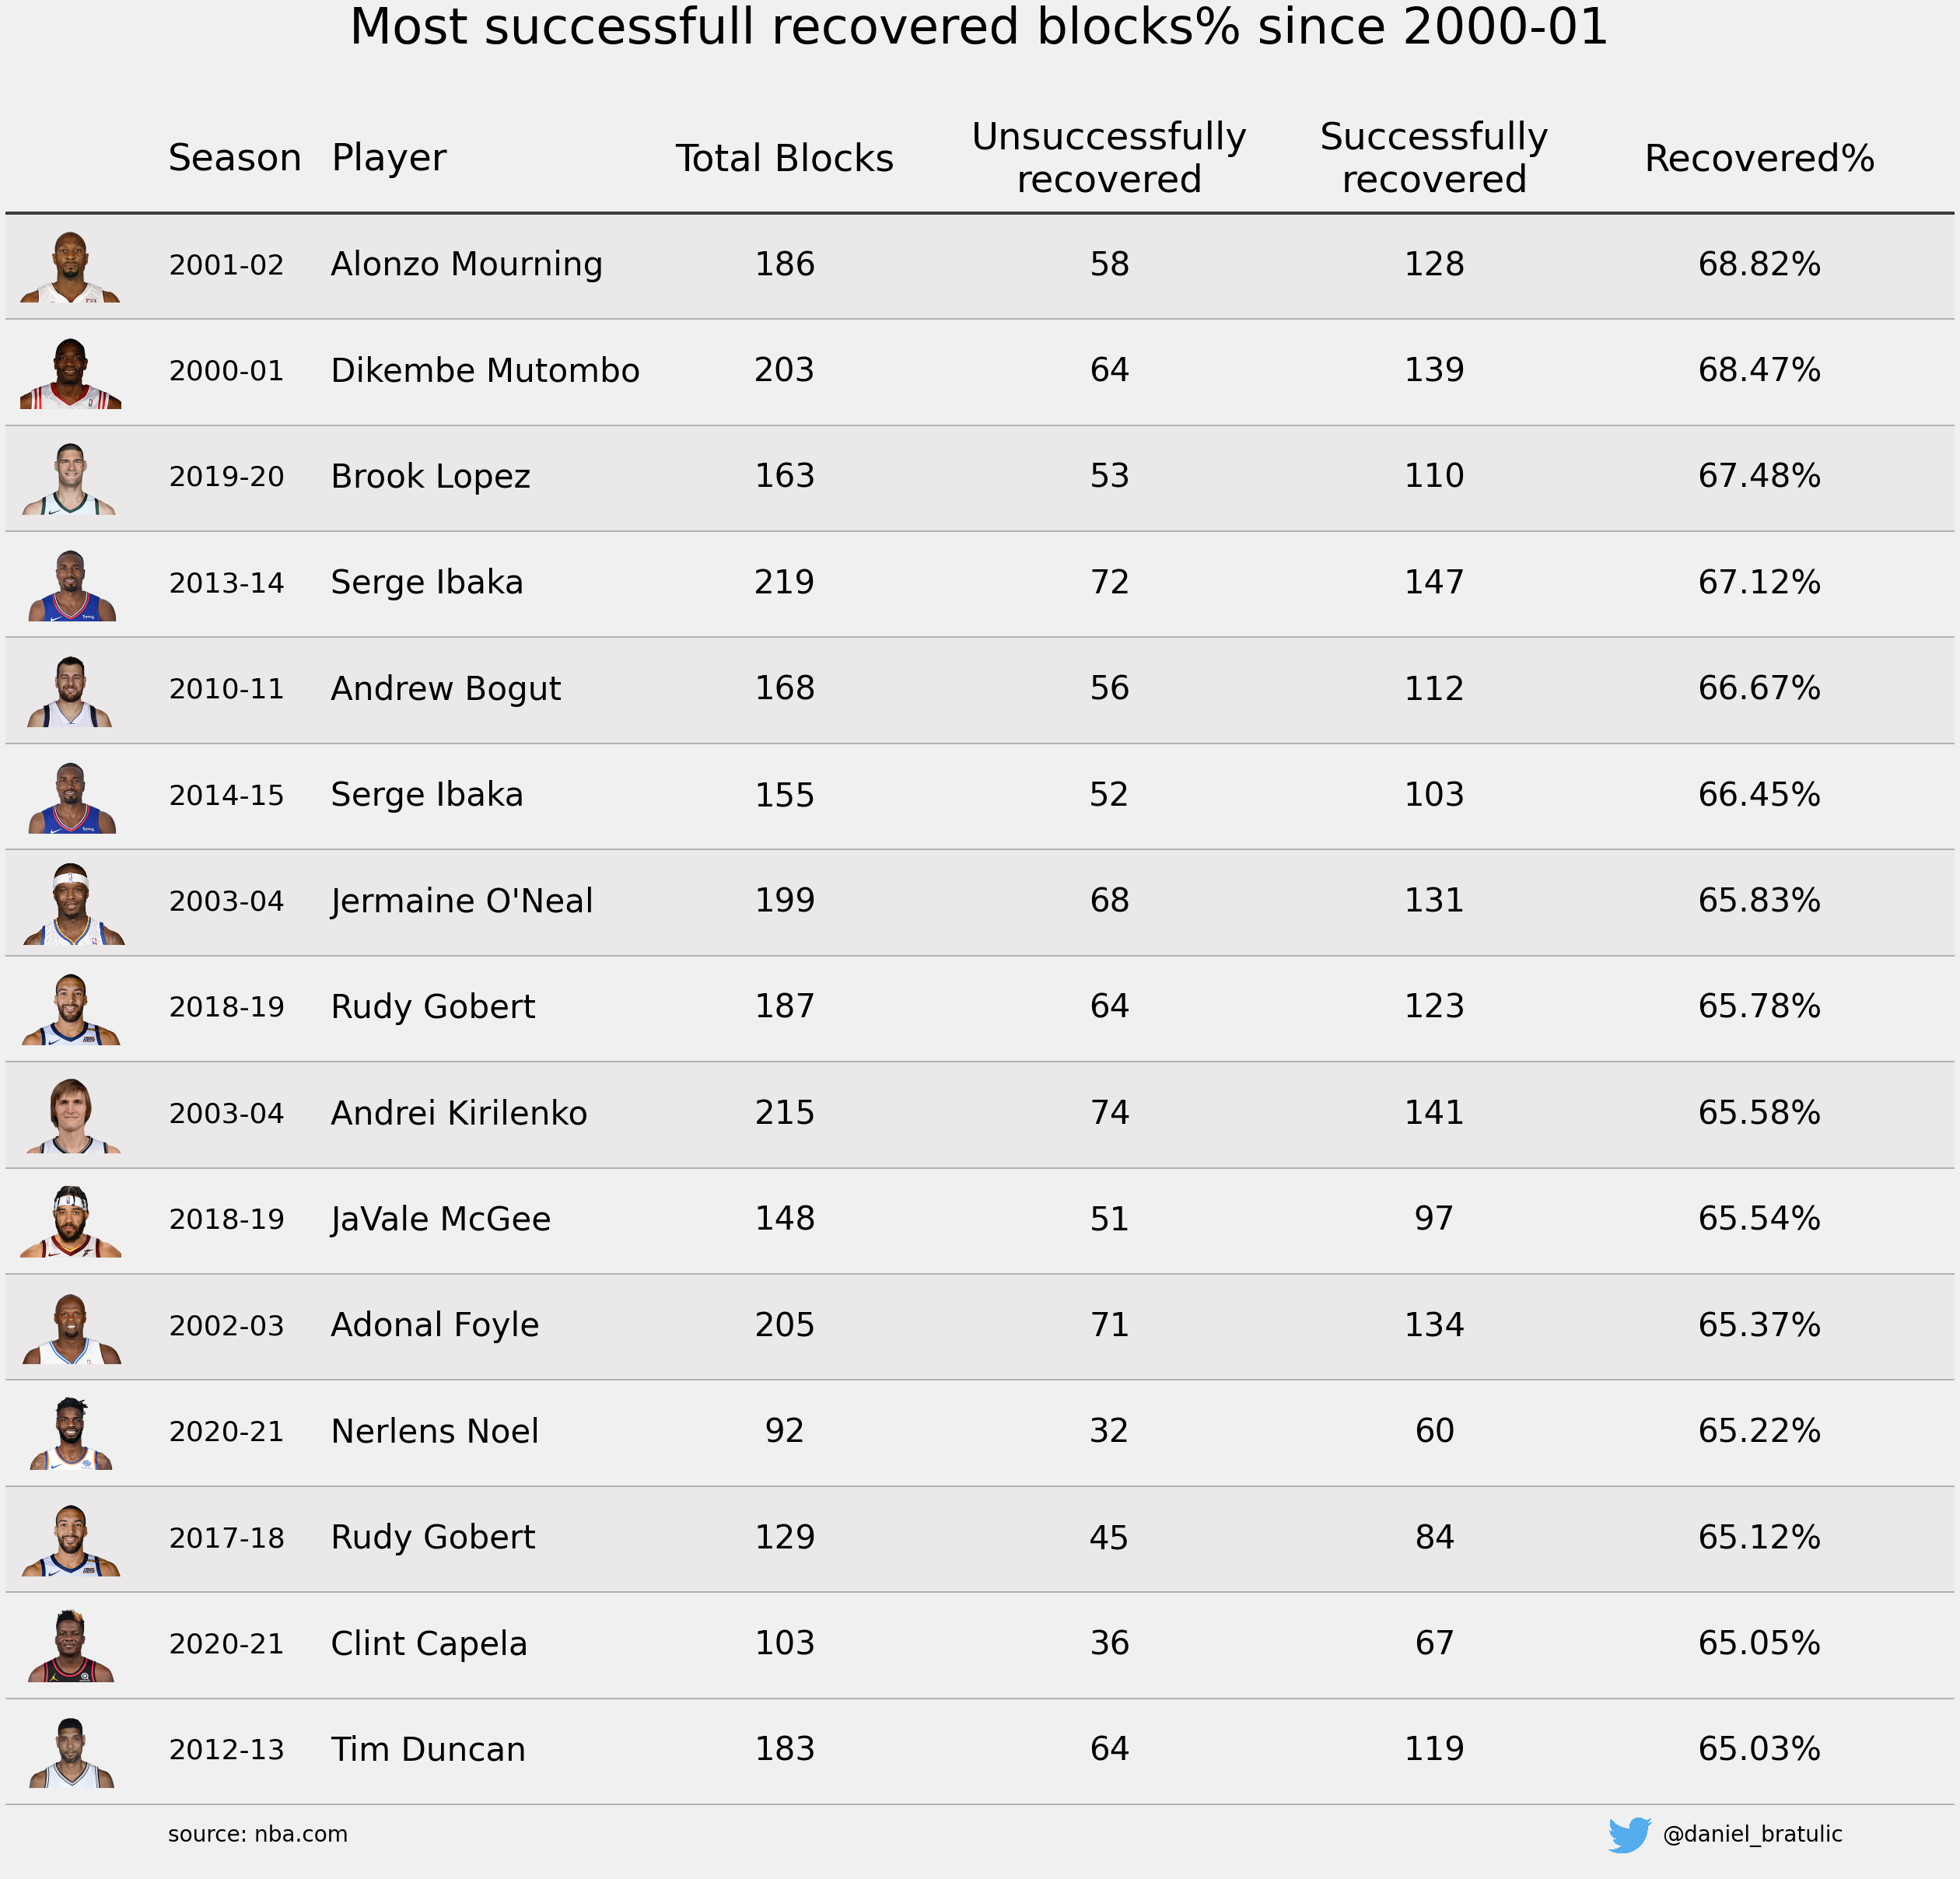 Most successfull recovered blocks% since 2000-01
Season Player Total Blocks Unsuccessfully recovered Successfully recovered Recovered%
2001-02 Alonzo Mourning 186 58 128 68.82%
2000-01 Dikembe Mutombo 203 64 139 68.47%
2019-20 Brook Lopez 163 53 110 67.48%
2013-14 Serge Ibaka 219 72 147 67.12%
2010-11 Andrew Bogut 168 56 112 66.67%
2014-15 Serge Ibaka 155 52 103 66.45%
2003-04 Jermaine O'Neal 199 68 131 65.83%
2018-19 Rudy Gobert 187 64 123 65.78%
2003-04 Andrei Kirilenko 215 74 141 65.58%
2018-19 JaVale McGee 148 51 97 65.54%
2002-03 Adonal Foyle 205 71 134 65.37%
2020-21 Nerlens Noel 92 32 60 65.22%
2017-18 Rudy Gobert 129 45 84 65.12%
2020-21 Clint Capela 103 36 67 65.05%
2012-13 Tim Duncan 183 64 119 65.03%
source: nba.com @daniel_bratulic